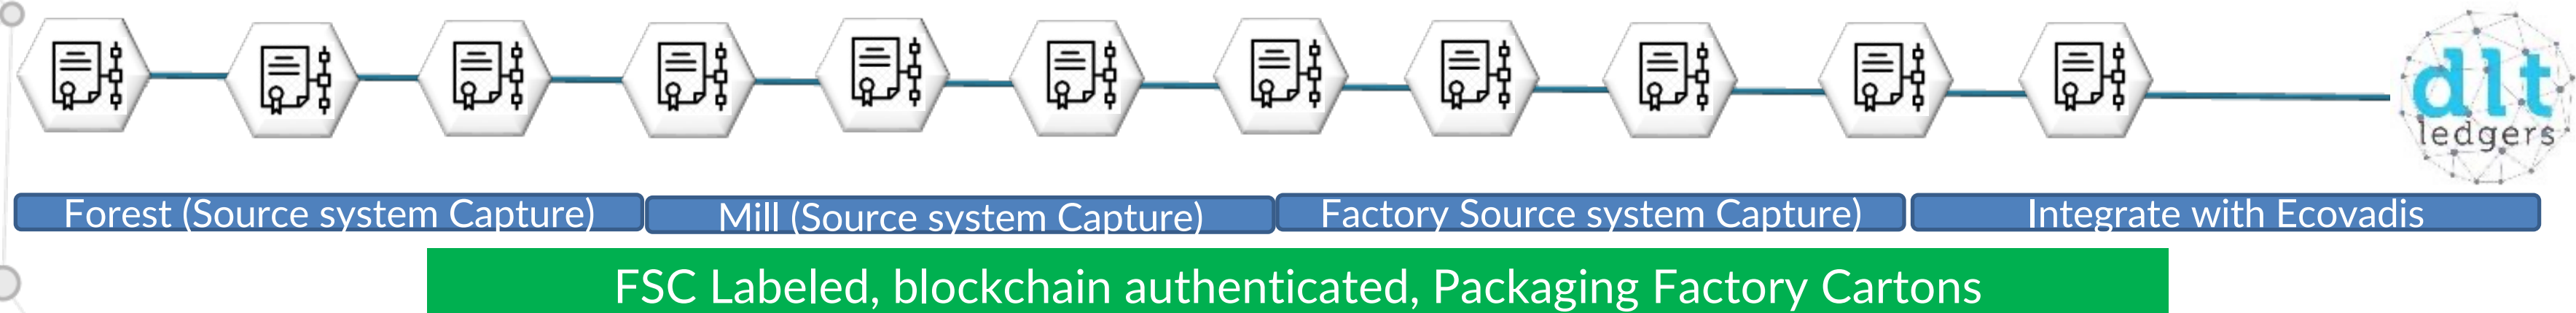 dlt
ledgers
Forest (Source system Capture)
Mill (Source system Capture)
Factory Source system Capture)
Integrate with Ecovadis
FSC Labeled, blockchain authenticated, Packaging Factory Cartons